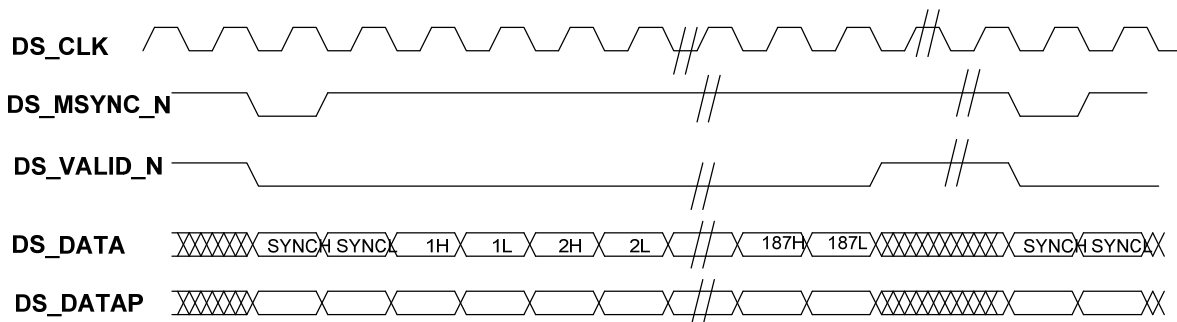 DS_CLK
DS_MSYNC_N
DS_VALID_N
DS_DATA SYNCH SYNCL 1H 1L 2H 2L 187H 187L SYNCH SYNCL
DS_DATAP